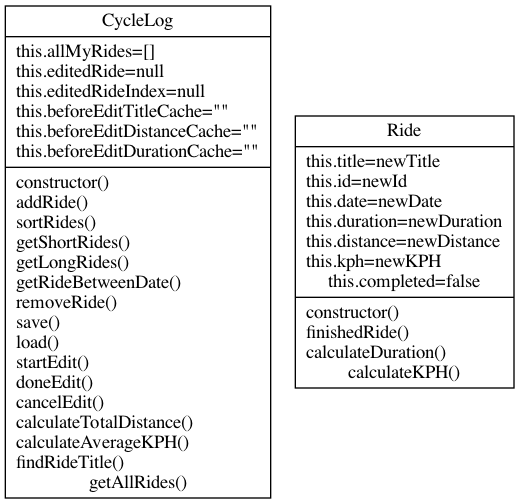 CycleLog
this.allMyRides=[]
this.editedRide=null
this.editedRideIndex=null
this.beforeEditTitleCache=""
this.beforeEditDistanceCache=""
this.beforeEditDurationCache=""
constructor()
addRide()
sortRides()
getShortRides()
getLongRides()
getRideBetweenDate()
removeRide()
save()
load()
startEdit()
doneEdit()
cancelEdit()
calculateTotalDistance()
calculateAverageKPH()
findRideTitle()
getAllRides()
Ride
this.title=newTitle
this.id=newId
this.date=newDate
this.duration=newDuration
this.distance=newDistance
this.kph=newKPH
this.completed=false
constructor()
finishedRide()
calculateDuration()
calculateKPH()